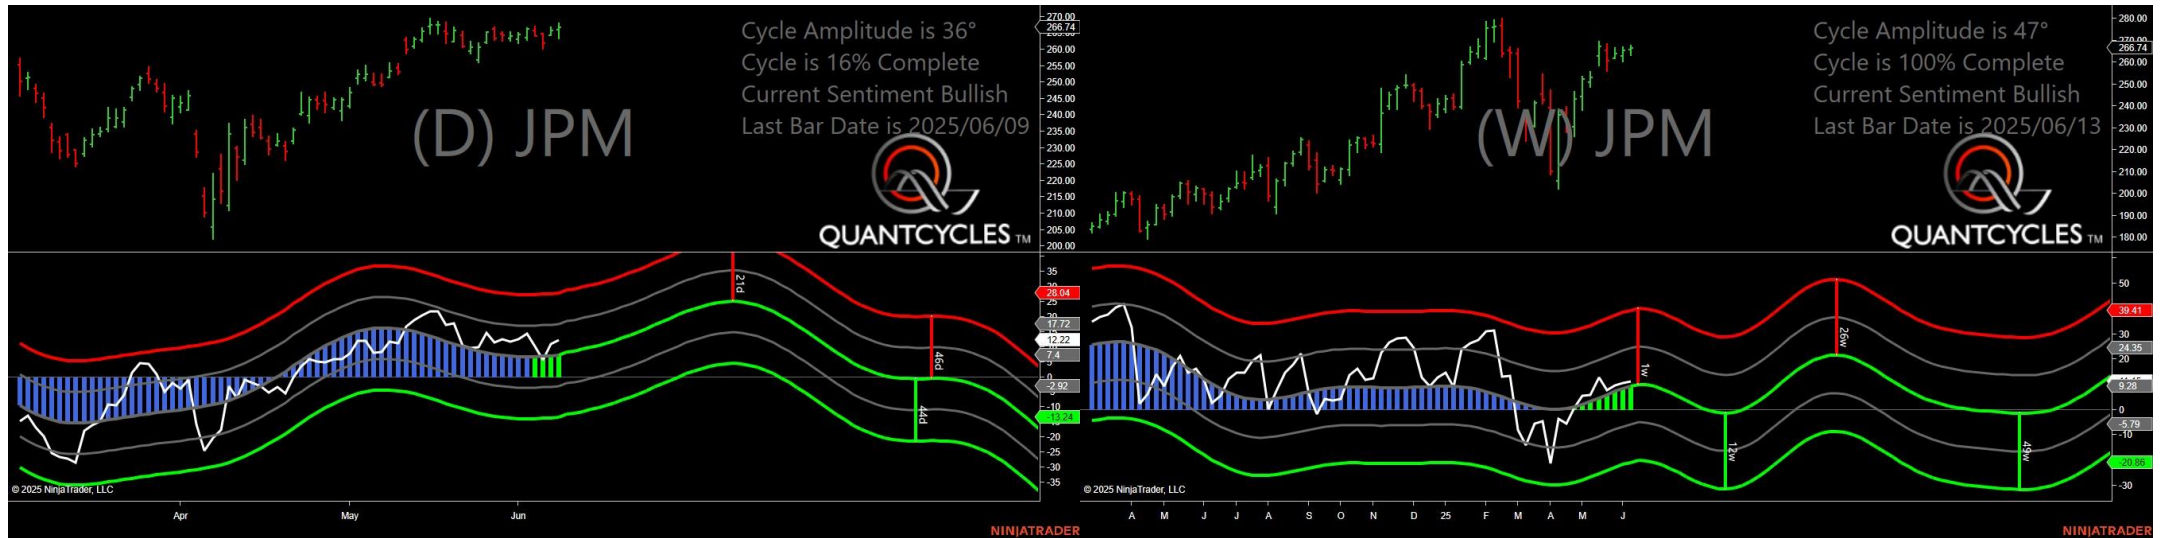 Cycle Amplitude is 36°
Cycle is 16% Complete
Current Sentiment Bullish
Last Bar Date is 2025/06/09
(D) JPM
QUANTCYCLES TM
270.00
266.74
260.00
255.00
250.00
245.00
240.00
235.00
230.00
225.00
220.00
215.00
210.00
205.00
200.00
21d
46d
44d
35
28.04
25
17.72
12.22
7.4
0
-2.92
-10
-13.24
-20
-25
-30
-35
© 2025 NinjaTrader, LLC
Apr May Jun
NINJATRADER
Cycle Amplitude is 47°
Cycle is 100% Complete
Current Sentiment Bullish
Last Bar Date is 2025/06/13
(W) JPM
QUANTCYCLES TM
280.00
270.00
266.74
260.00
250.00
240.00
230.00
220.00
210.00
200.00
190.00
180.00
1w
26w
12w
49w
50
39.41
30
24.35
20
9.28
0
-5.79
-10
-20.86
-30
© 2025 NinjaTrader, LLC
A M J J A S O N D 25 F M A M J
NINJATRADER